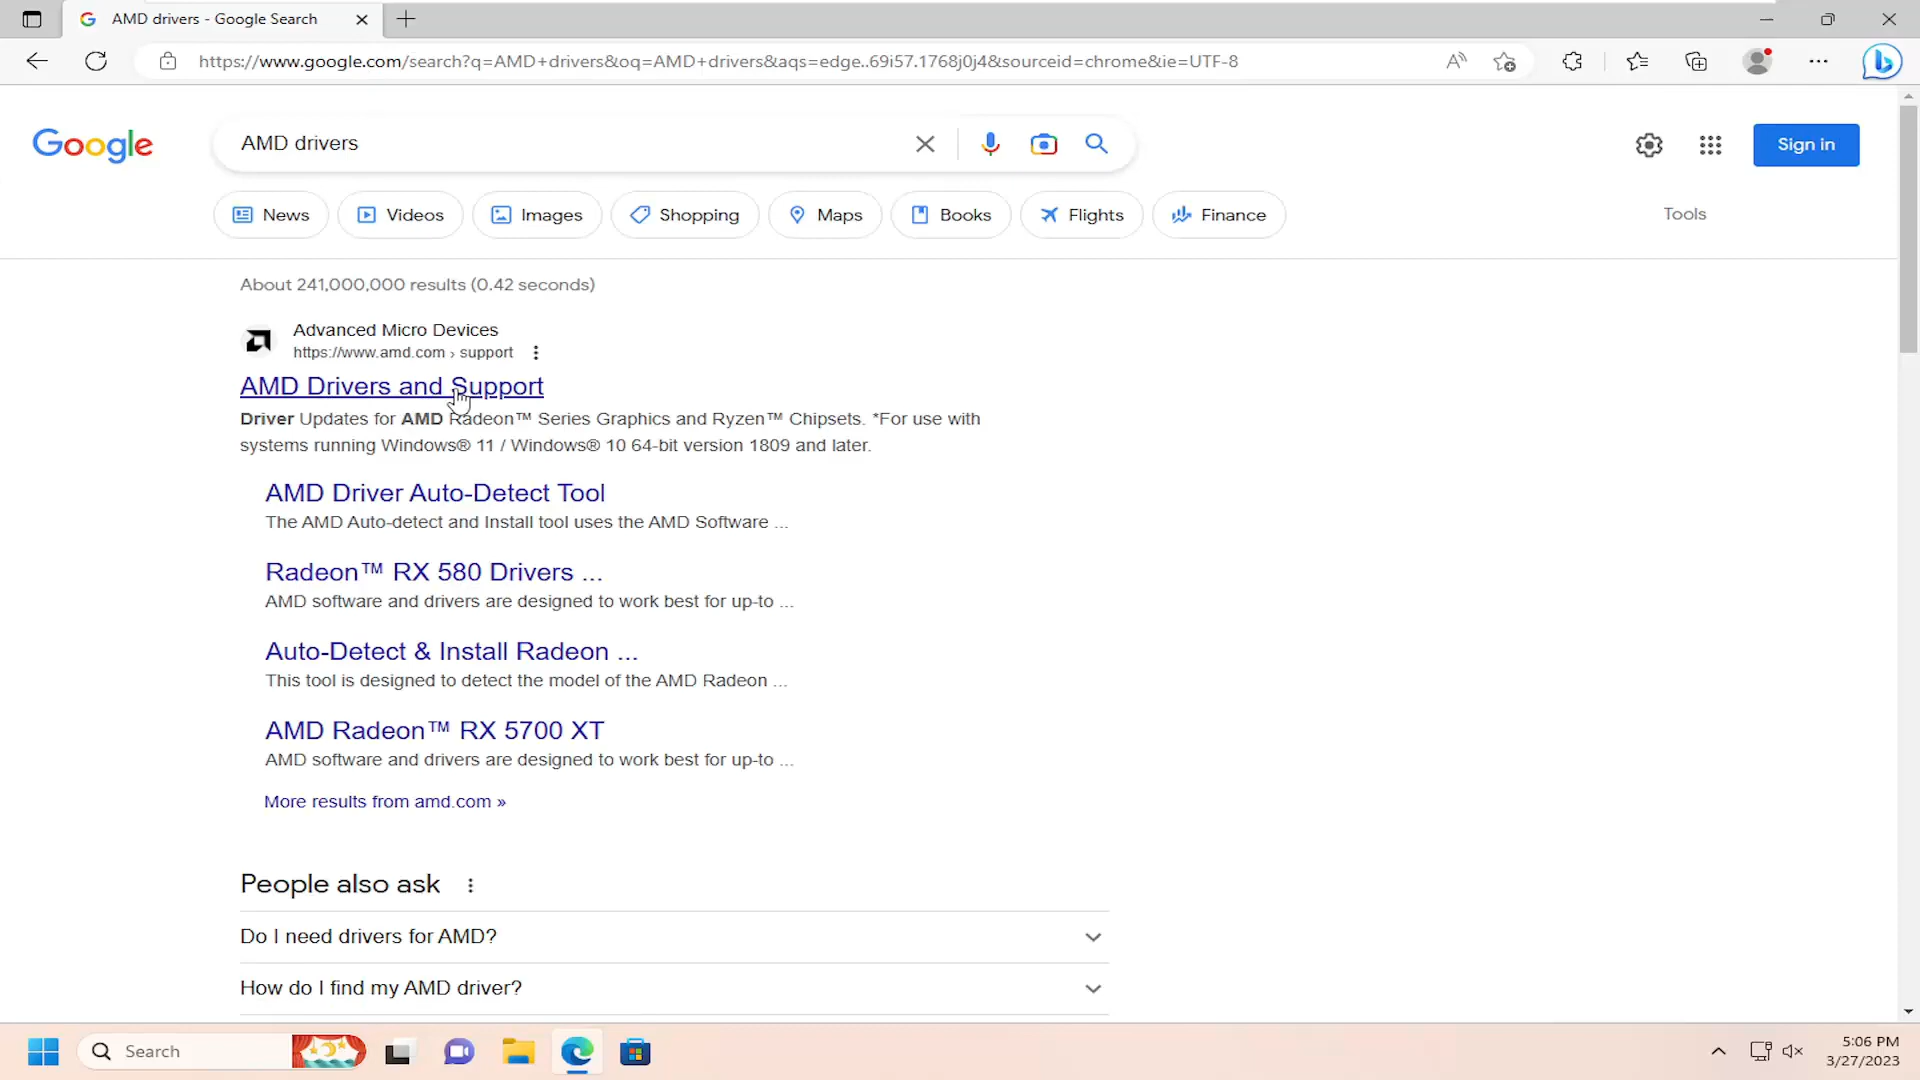 AMD drivers - Google Search
https://www.google.com/search?q=AMD+drivers&oq=AMD+drivers&aqs=edge..69i57.1768j0j4&sourceid=chrome&ie=UTF-8
Google
AMD drivers
Sign in
News
Videos
Images
Shopping
Maps
Books
Flights
Finance
Tools
About 241,000,000 results (0.42 seconds)
Advanced Micro Devices
https://www.amd.com › support
AMD Drivers and Support
Driver Updates for AMD Radeon™ Series Graphics and Ryzen™ Chipsets. *For use with
systems running Windows® 11 / Windows® 10 64-bit version 1809 and later.
AMD Driver Auto-Detect Tool
The AMD Auto-detect and Install tool uses the AMD Software ...
Radeon™ RX 580 Drivers ...
AMD software and drivers are designed to work best for up-to ...
Auto-Detect & Install Radeon ...
This tool is designed to detect the model of the AMD Radeon ...
AMD Radeon™ RX 5700 XT
AMD software and drivers are designed to work best for up-to ...
More results from amd.com »
People also ask
Do I need drivers for AMD?
How do I find my AMD driver?
Search
5:06 PM
3/27/2023